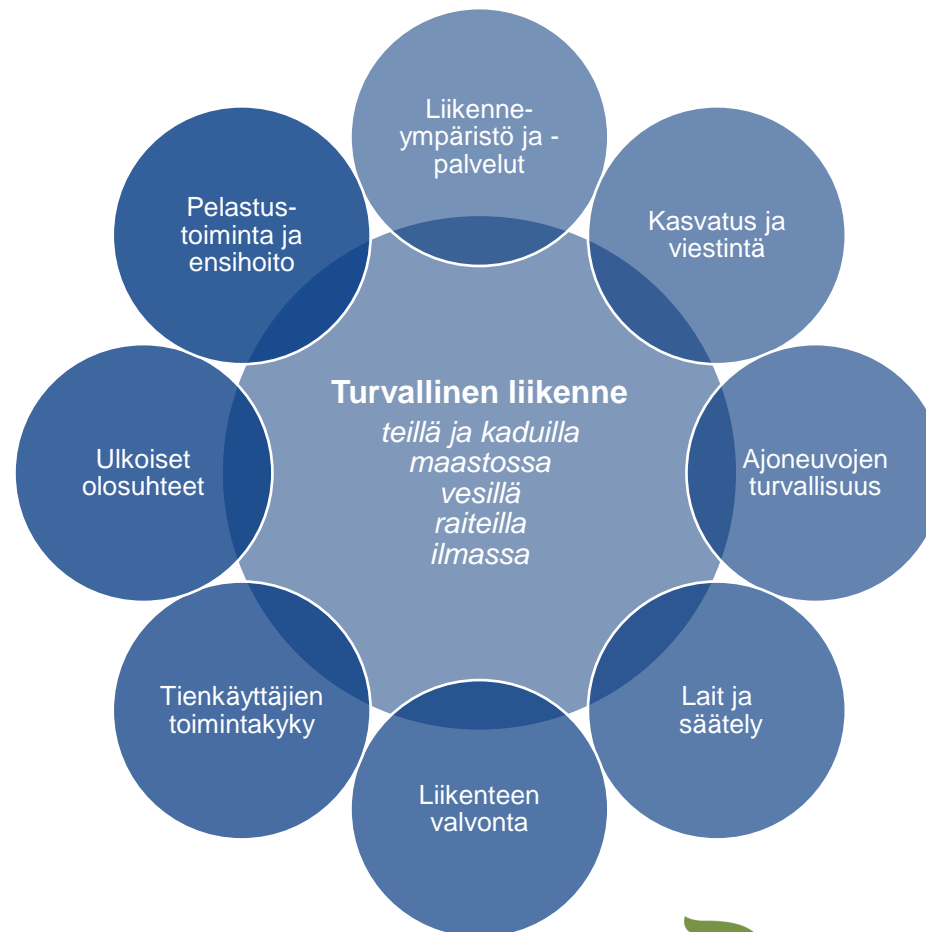 Liikenne-
ympäristö ja -
palvelut
Kasvatus ja
viestintä
Ajoneuvojen
turvallisuus
Lait ja
säätely
Liikenteen
valvonta
Tienkäyttäjien
toimintakyky
Ulkoiset
olosuhteet
Pelastus-
toiminta ja
ensihoito
Turvallinen liikenne
teillä ja kaduilla
maastossa
vesillä
raiteilla
ilmassa